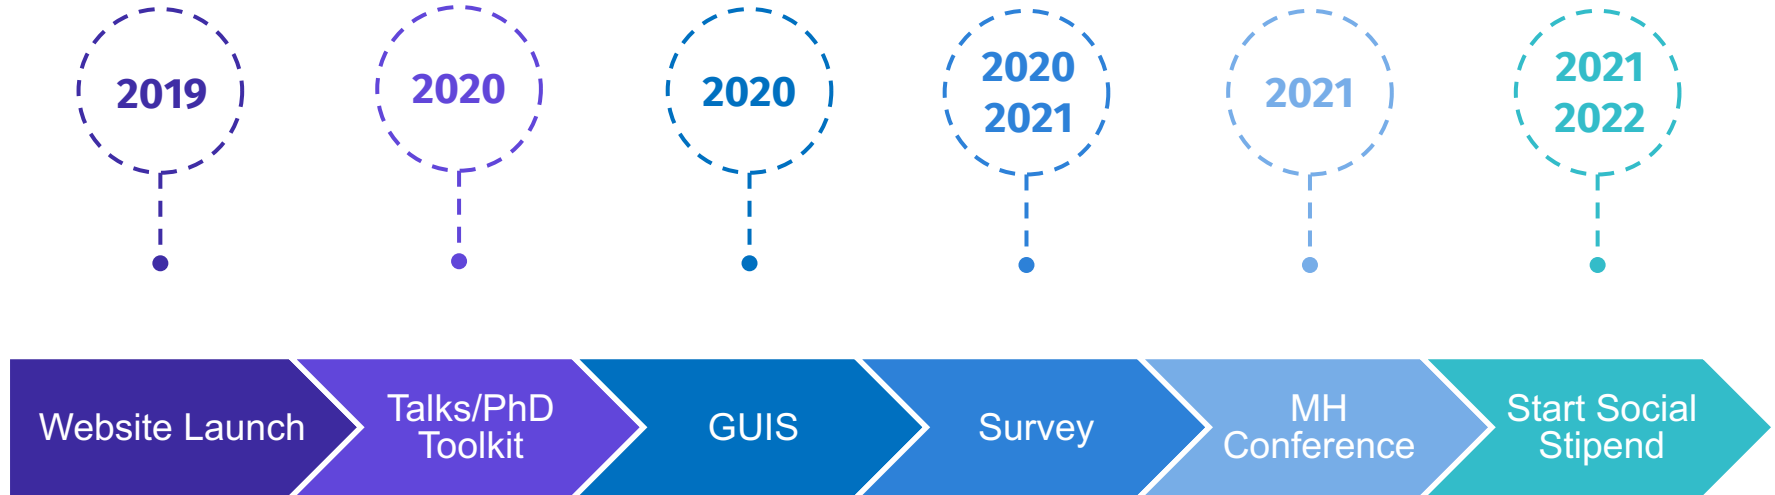 2019
2020
2020
2020
2021
2021
2021
2022
Website Launch
Talks/PhD
Toolkit
GUIS
Survey
MH
Conference
Start Social
Stipend